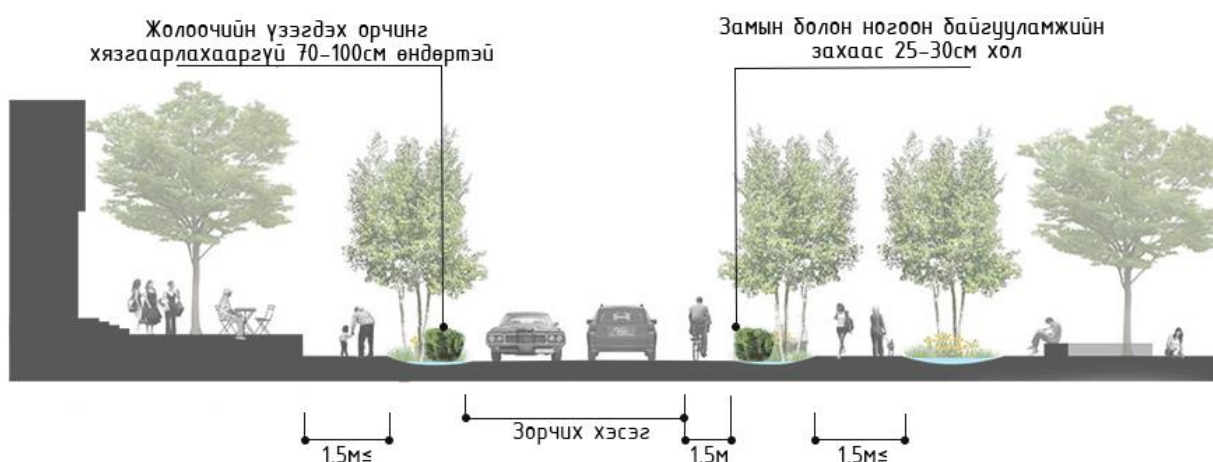 Жолоочийн үзэгдэх орчинг
хязгаарлахааргүй 70-100см өндөртэй
Замын болон ногоон байгууламжийн
захаас 25-30см хол
Зорчих хэсэг
1.5м≤
1.5м
1.5м≤